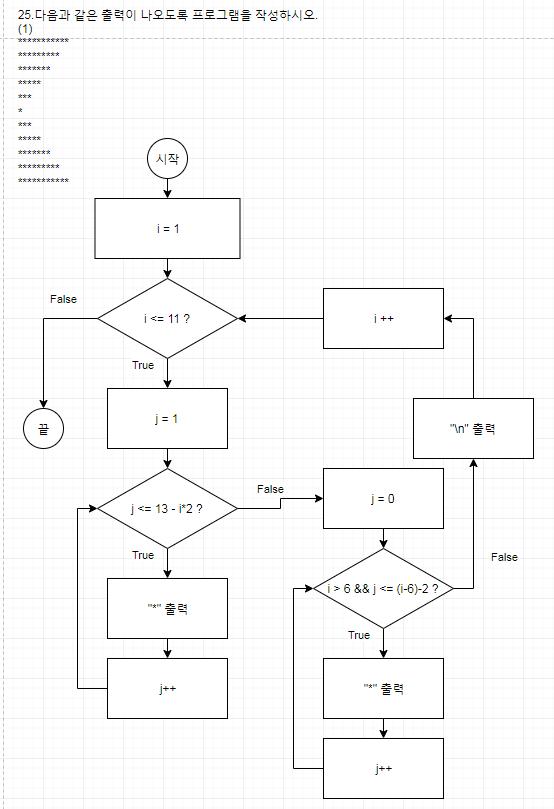 25.다음과 같은 출력이 나오도록 프로그램을 작성하시오.
(1)
***********
*********
*******
*****
***
*
***
*****
*******
*********
***********
시작
i = 1
i <= 11 ?
False
True
끝
i ++
"\n" 출력
j = 1
j <= 13 - i*2 ?
False
True
"*" 출력
j++
j = 0
i > 6 && j <= (i-6)-2 ?
False
True
"*" 출력
j++